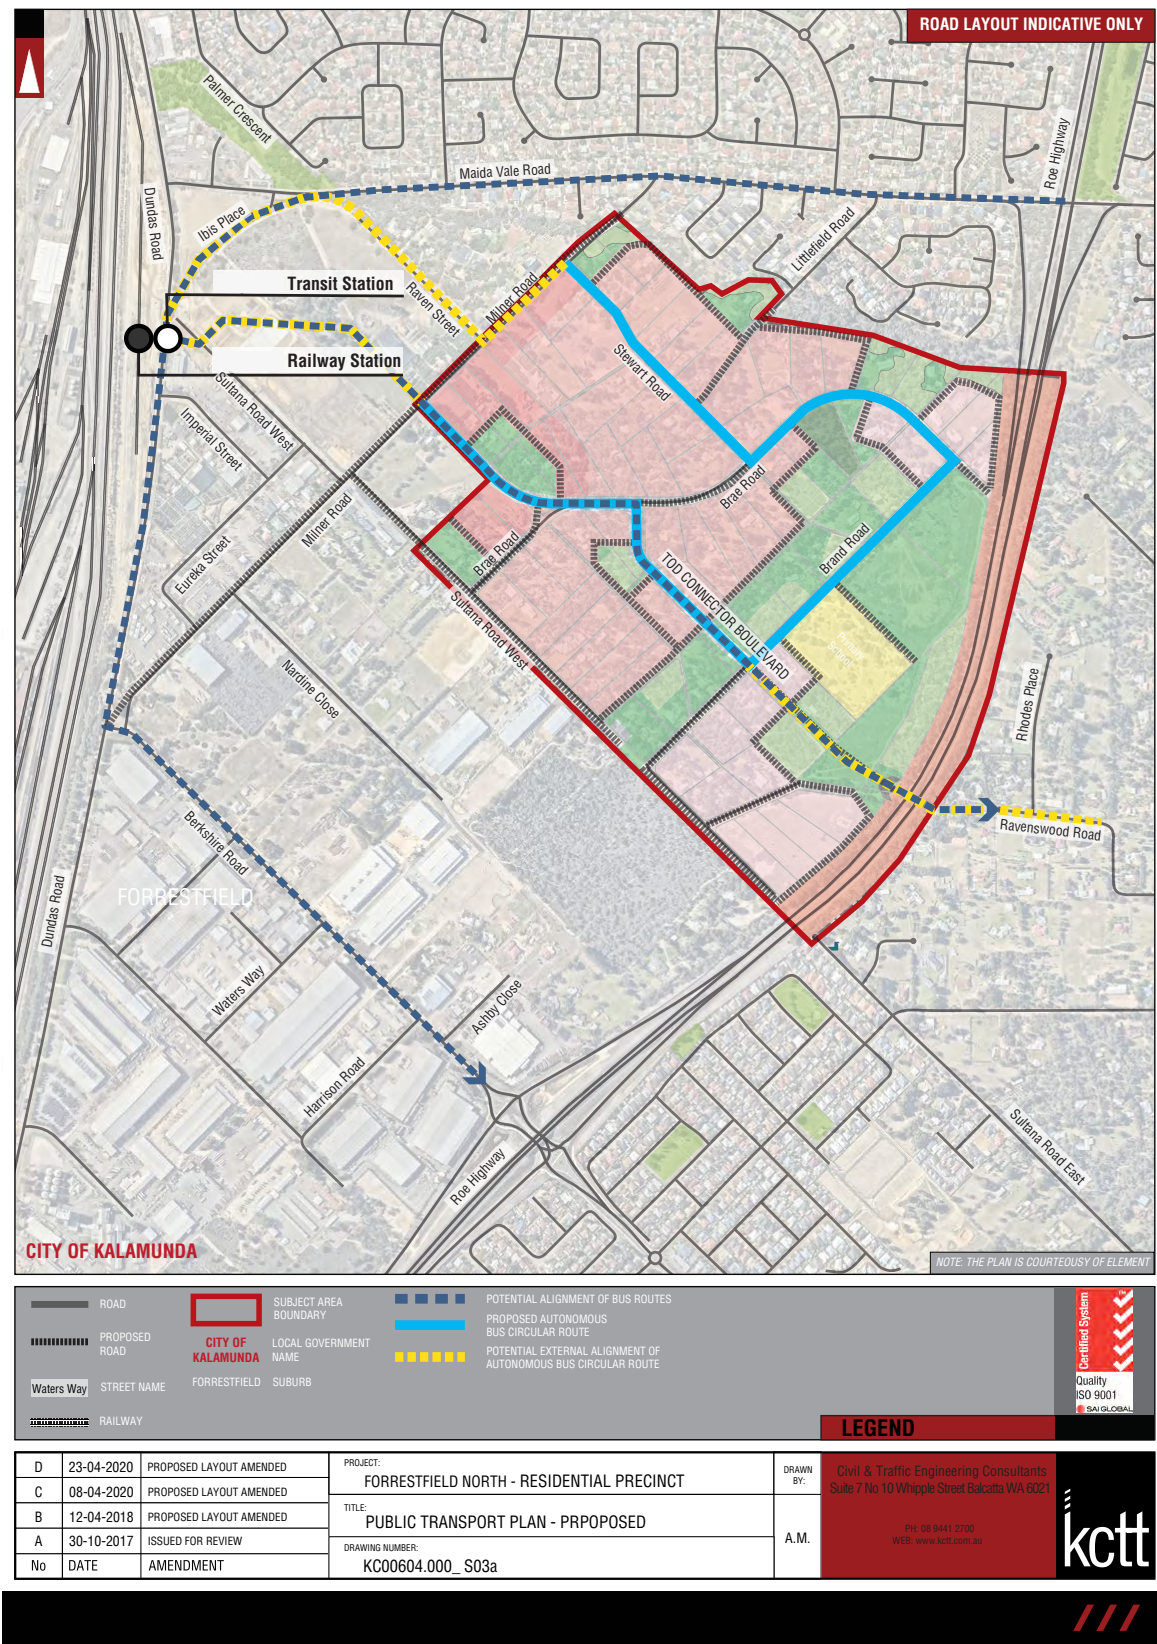 ROAD LAYOUT INDICATIVE ONLY
Palmer Crescent
Maida Vale Road
Roe Highway
Dundas Road
Ibis Place
Littlefield Road
Transit Station
Raven Street
Milner Road
Railway Station
Stewart Road
Sultana Road West
Imperial Street
Brae Road
Milner Road
Brand Road
Brae Road
Eureka Street
TOD CONNECTOR BOULEVARD
Sultana Road West
Primary
School
Nardine Close
Rhodes Place
Ravenswood Road
Berkshire Road
FORRESTFIELD
Dundas Road
Waters Way
Ashby Close
Harrison Road
Sultana Road East
Roe Highway
CITY OF KALAMUNDA
NOTE: THE PLAN IS COURTEOUSY OF ELEMENT
ROAD
PROPOSED
ROAD
Waters Way STREET NAME
RAILWAY
SUBJECT AREA
BOUNDARY
CITY OF
KALAMUNDA
LOCAL GOVERNMENT
NAME
FORRESTFIELD SUBURB
POTENTIAL ALIGNMENT OF BUS ROUTES
PROPOSED AUTONOMOUS
BUS CIRCULAR ROUTE
POTENTIAL EXTERNAL ALIGNMENT OF
AUTONOMOUS BUS CIRCULAR ROUTE
Certified System
Quality
ISO 9001
SAI GLOBAL
LEGEND
D 23-04-2020 PROPOSED LAYOUT AMENDED
C 08-04-2020 PROPOSED LAYOUT AMENDED
B 12-04-2018 PROPOSED LAYOUT AMENDED
A 30-10-2017 ISSUED FOR REVIEW
No DATE AMENDMENT
PROJECT:
FORRESTFIELD NORTH - RESIDENTIAL PRECINCT
TITLE:
PUBLIC TRANSPORT PLAN - PRPOPOSED
DRAWING NUMBER:
KC00604.000_ S03a
DRAWN
BY:
A.M.
Civil & Traffic Engineering Consultants
Suite 7 No 10 Whipple Street Balcatta WA 6021
PH: 08 9441 2700
WEB: www.kctt.com.au
kctt